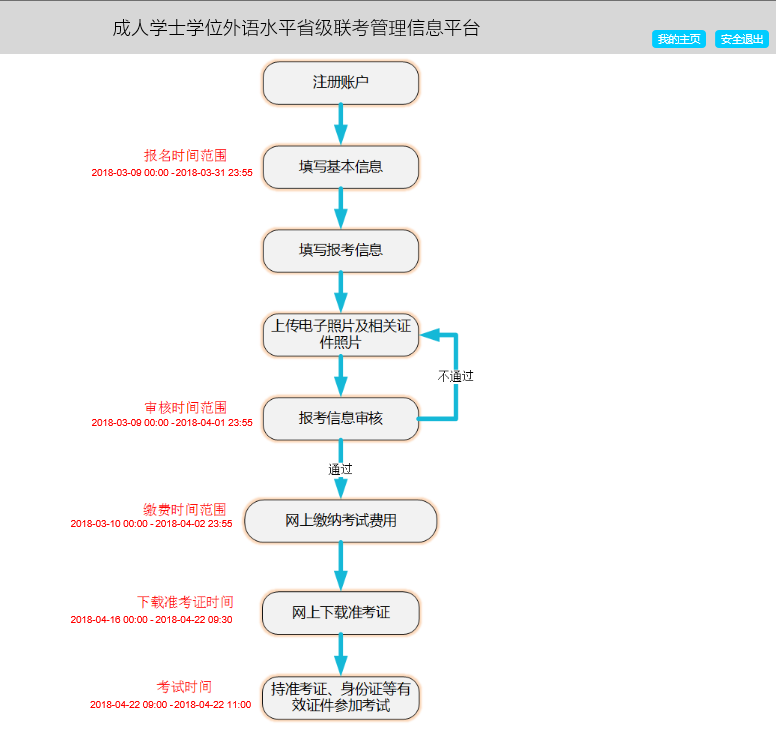 成人学士学位外语水平省级联考管理信息平台
我的主页 安全退出
注册账户
报名时间范围
2018-03-09 00:00 - 2018-03-31 23:55
填写基本信息
填写报考信息
上传电子照片及相关证
件照片
不通过
审核时间范围
2018-03-09 00:00 - 2018-04-01 23:55
报考信息审核
通过
缴费时间范围
2018-03-10 00:00 - 2018-04-02 23:55
网上缴纳考试费用
下载准考证时间
2018-04-16 00:00 - 2018-04-22 09:30
网上下载准考证
考试时间
2018-04-22 09:00 - 2018-04-22 11:00
持准考证、身份证等有
效证件参加考试